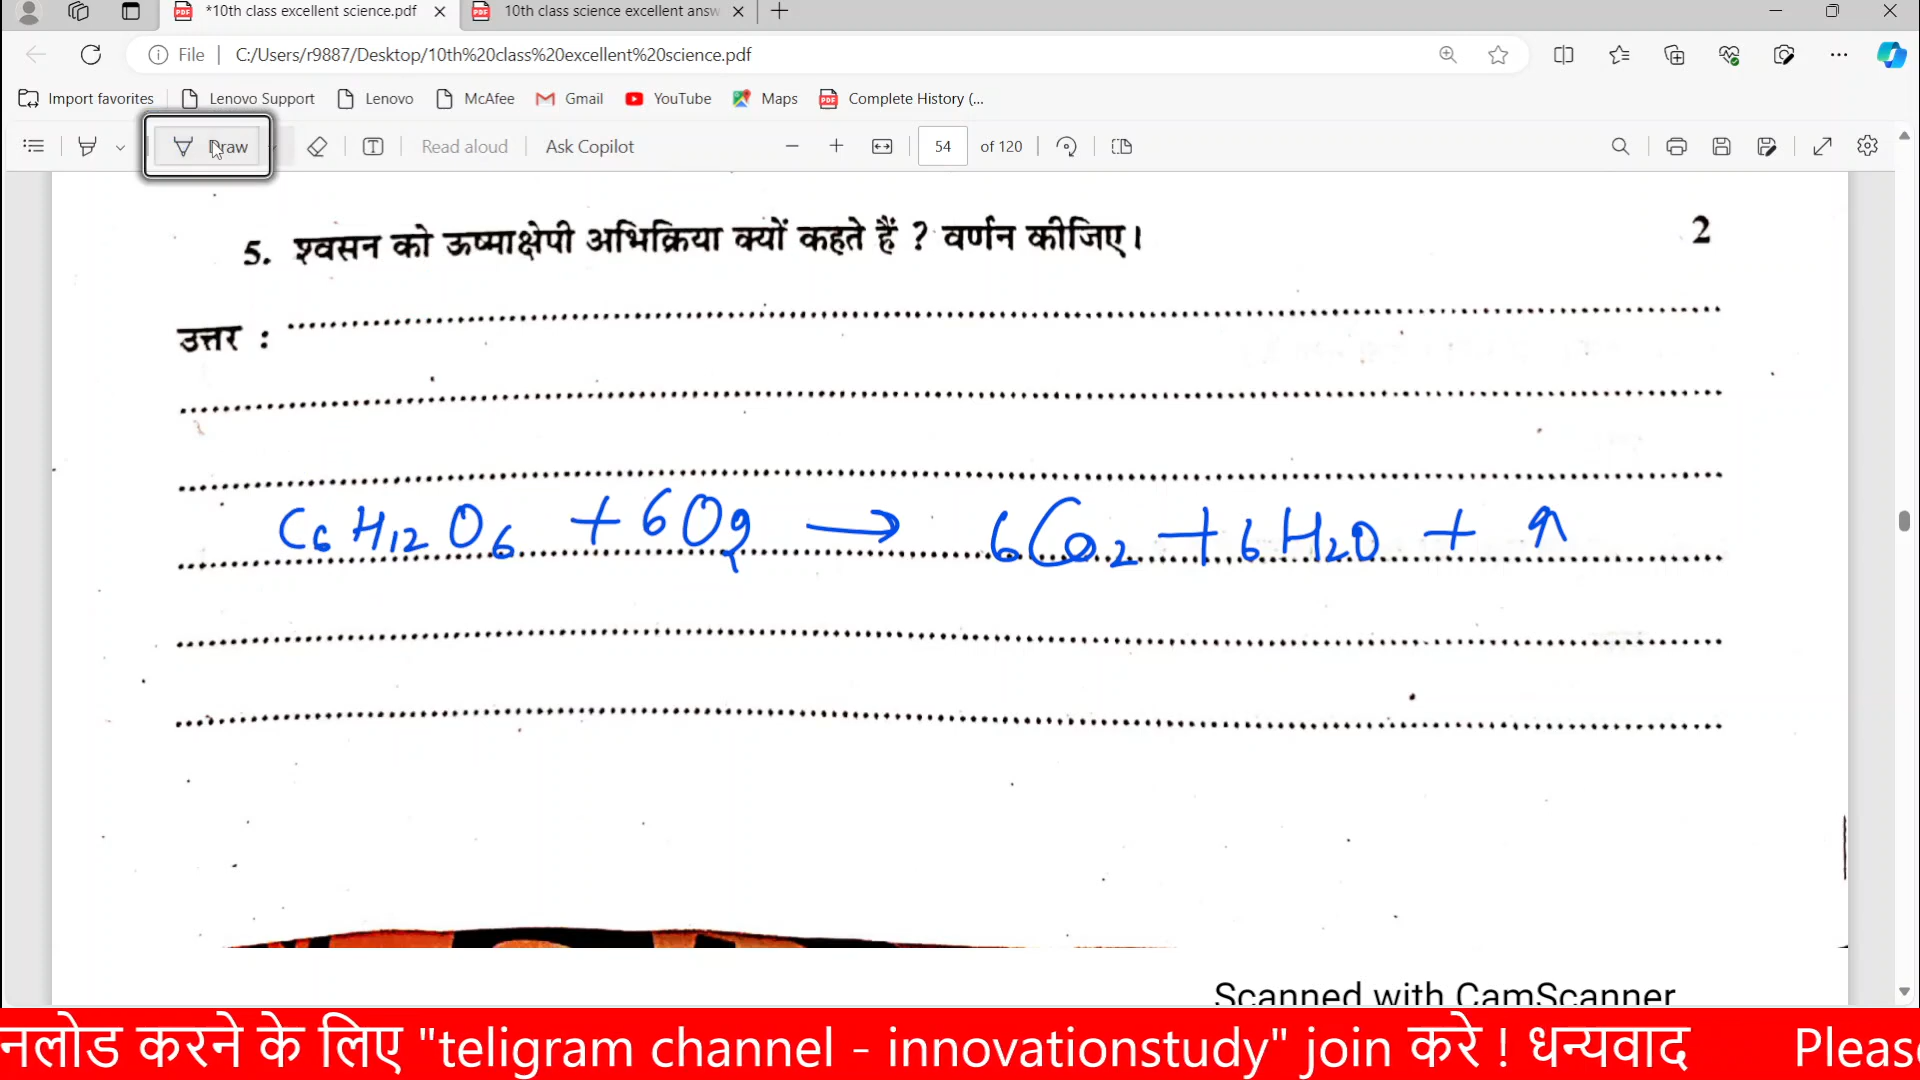 *10th class excellent science.pdf
10th class science excellent answ
File
C:/Users/r9887/Desktop/10th%20class%20excellent%20science.pdf
Import favorites
Lenovo Support
Lenovo
McAfee
Gmail
YouTube
Maps
Complete History (...
Draw
Read aloud
Ask Copilot
54 of 120
5. श्वसन को ऊष्माक्षेपी अभिक्रिया क्यों कहते हैं ? वर्णन कीजिए। 2
उत्तर :
C6H12O6 + 6O2 → 6CO2 + 6H2O +
Scanned with CamScanner
नलोड करने के लिए "teligram channel - innovationstudy" join करे ! धन्यवाद Please